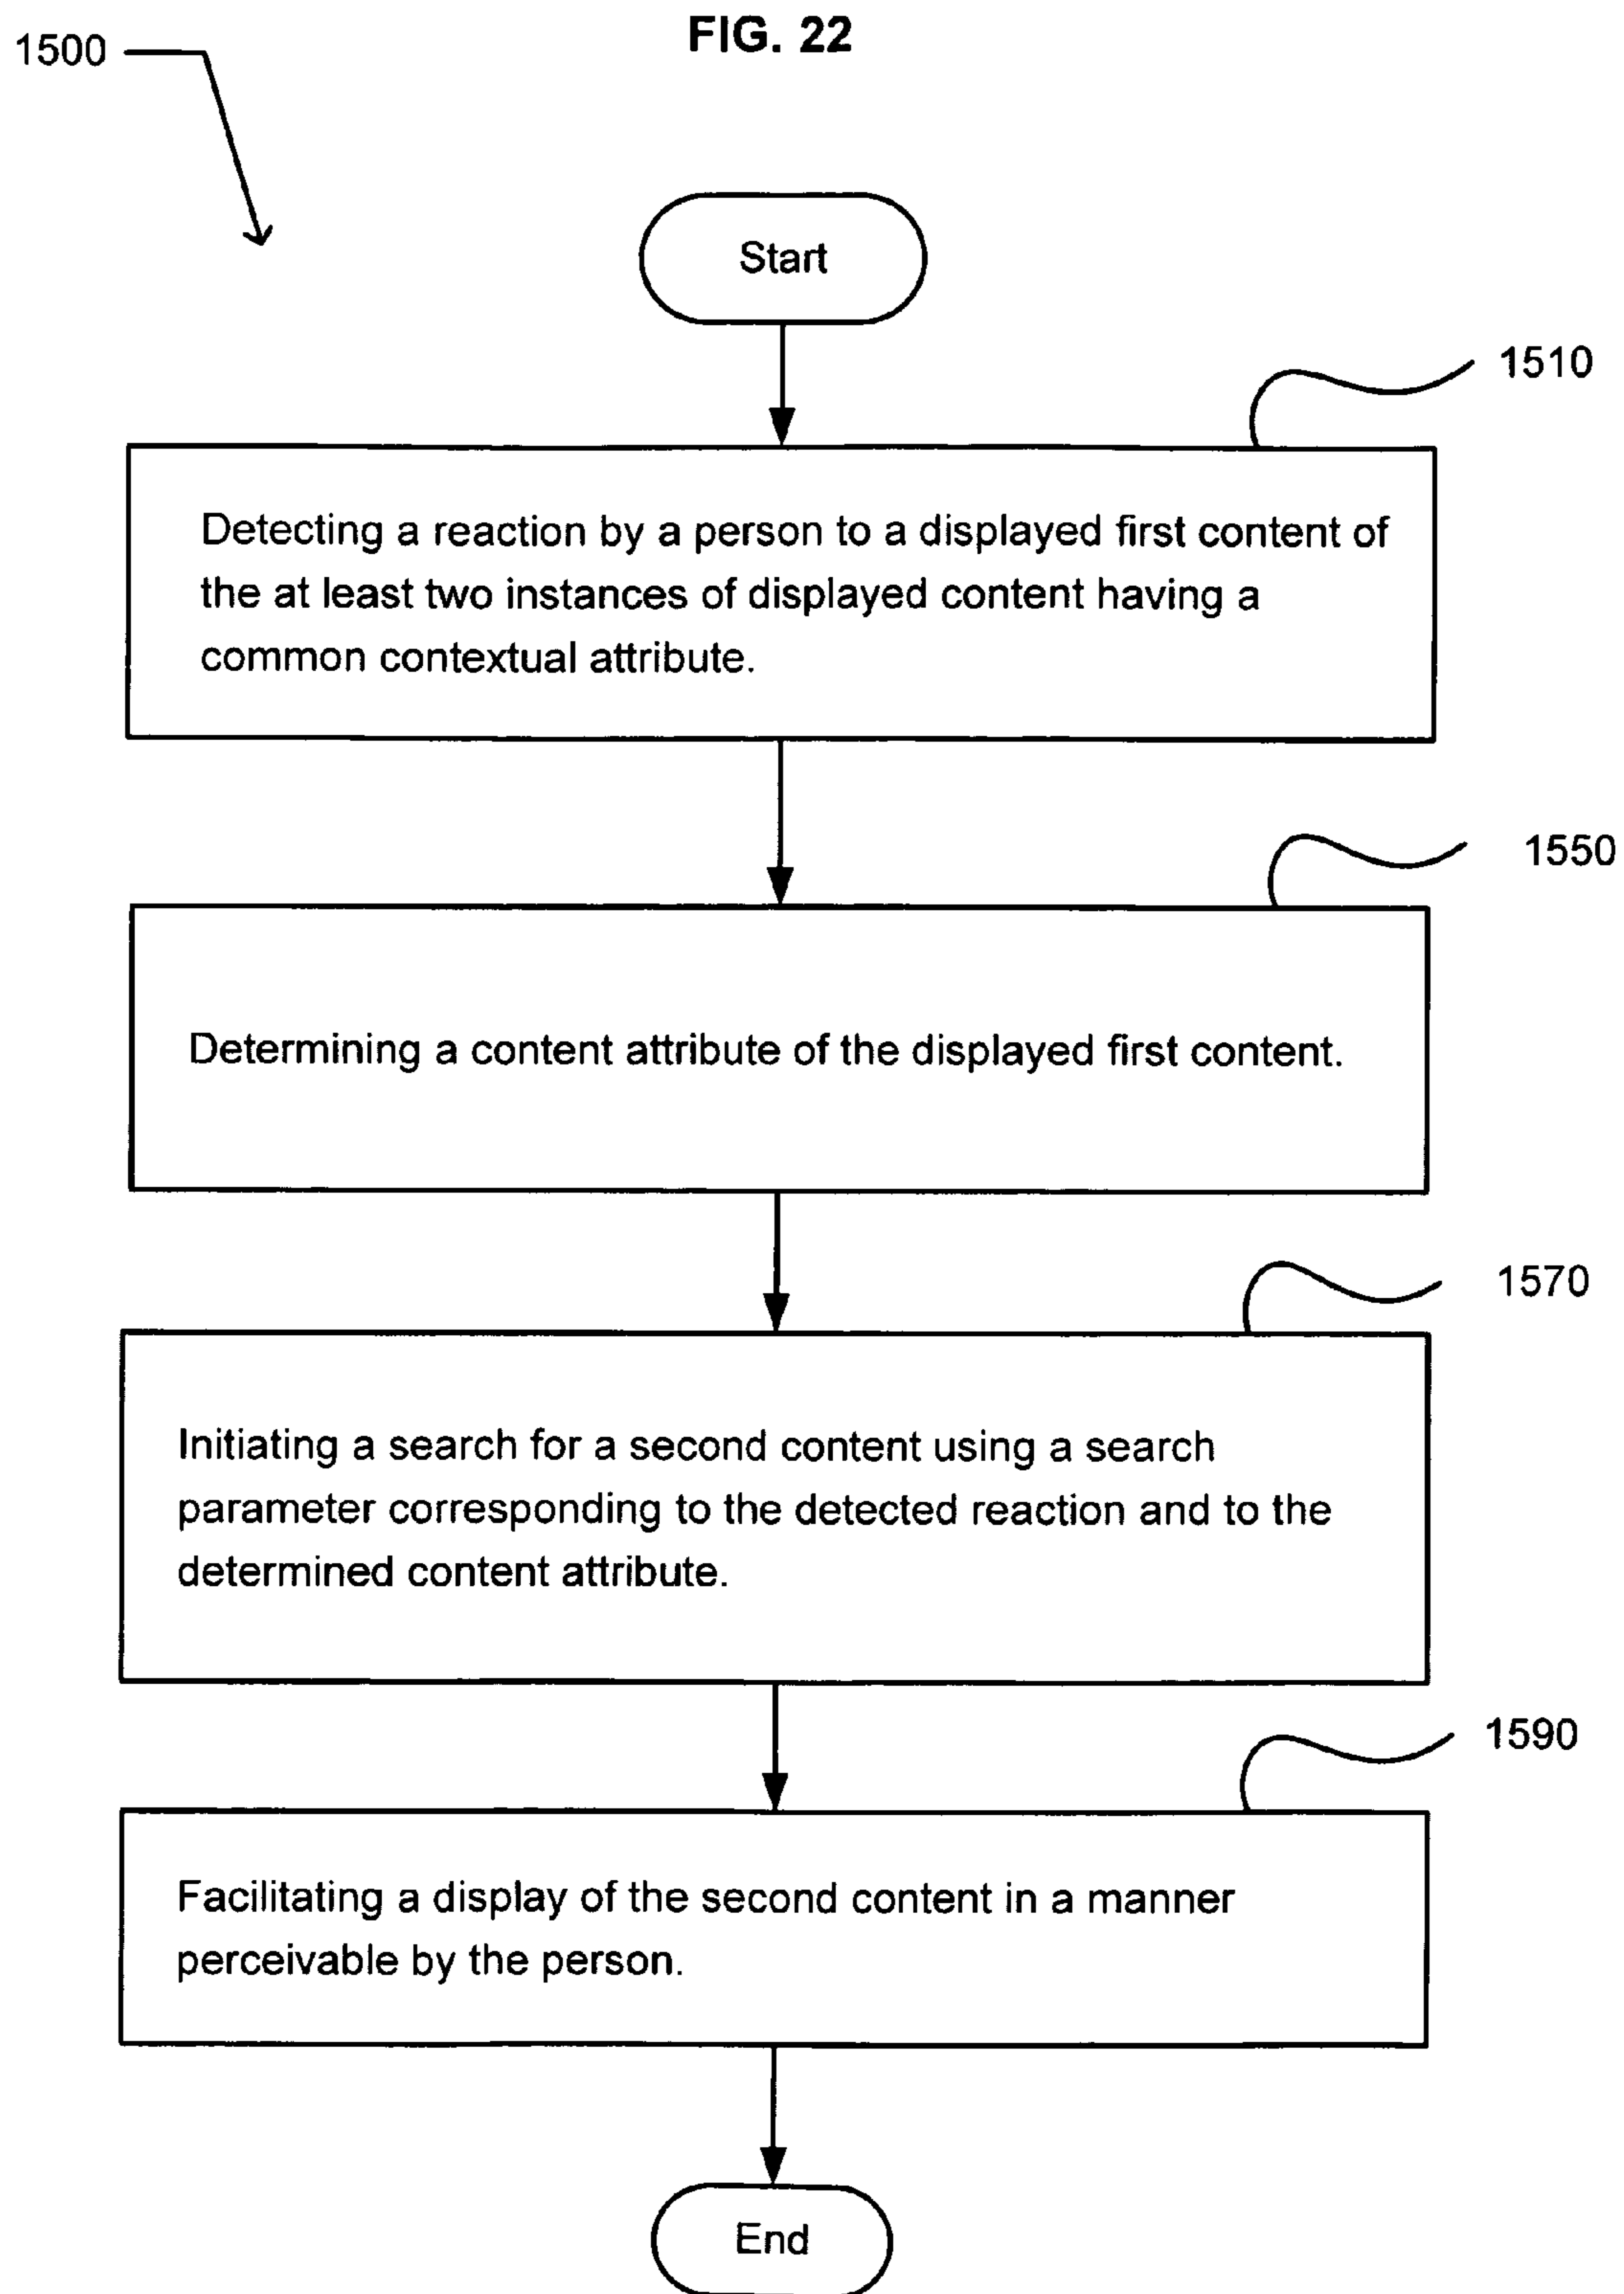 FIG. 22
1500
Start
1510
Detecting a reaction by a person to a displayed first content of
the at least two instances of displayed content having a
common contextual attribute.
1550
Determining a content attribute of the displayed first content.
1570
Initiating a search for a second content using a search
parameter corresponding to the detected reaction and to the
determined content attribute.
1590
Facilitating a display of the second content in a manner
perceivable by the person.
End